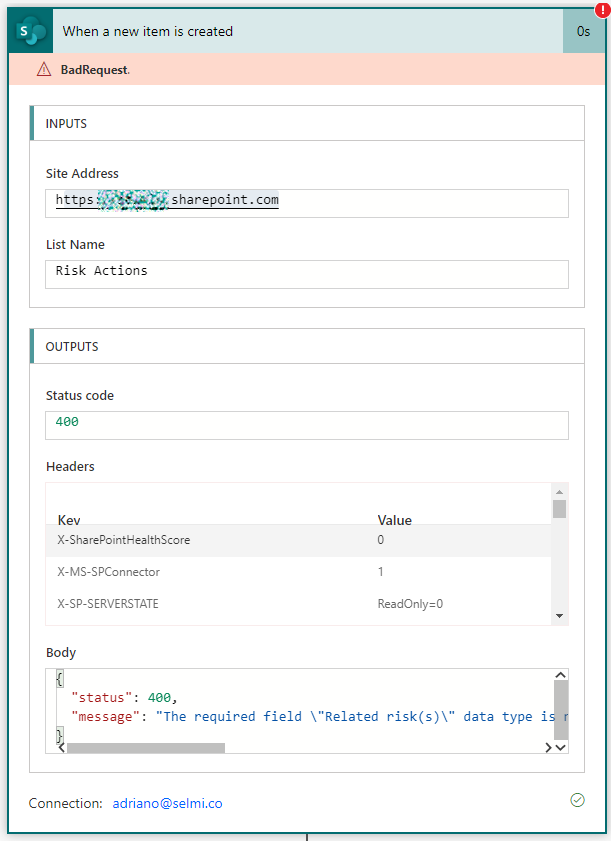 S
When a new item is created
0s
!
BadRequest.
INPUTS
Site Address
https: .sharepoint.com
List Name
Risk Actions
OUTPUTS
Status code
400
Headers
Key Value
X-SharePointHealthScore 0
X-MS-SPConnector 1
X-SP-SERVERSTATE ReadOnly=0
Body
{
"status": 400,
"message": "The required field \"Related risk(s)\" data type is
}
Connection: adriano@selmi.co